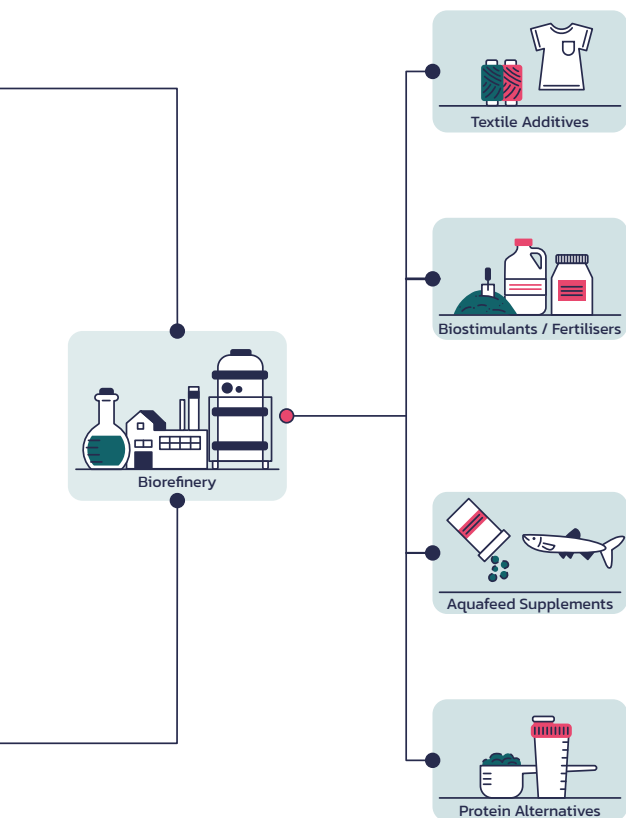 Textile Additives
Biostimulants / Fertilisers
Biorefinery
Aquafeed Supplements
Protein Alternatives